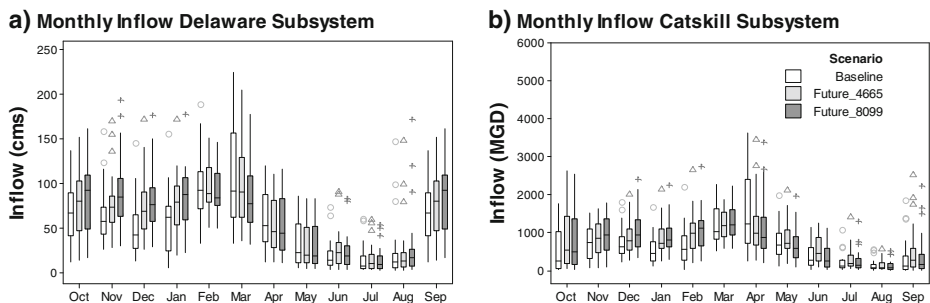 a) Monthly Inflow Delaware Subsystem
Inflow (cms)
250
200
150
100
50
0
Oct Nov Dec Jan Feb Mar Apr May Jun Jul Aug Sep
b) Monthly Inflow Catskill Subsystem
Inflow (MGD)
6000
5000
4000
3000
2000
1000
0
Scenario
Baseline
Future_4665
Future_8099
Oct Nov Dec Jan Feb Mar Apr May Jun Jul Aug Sep